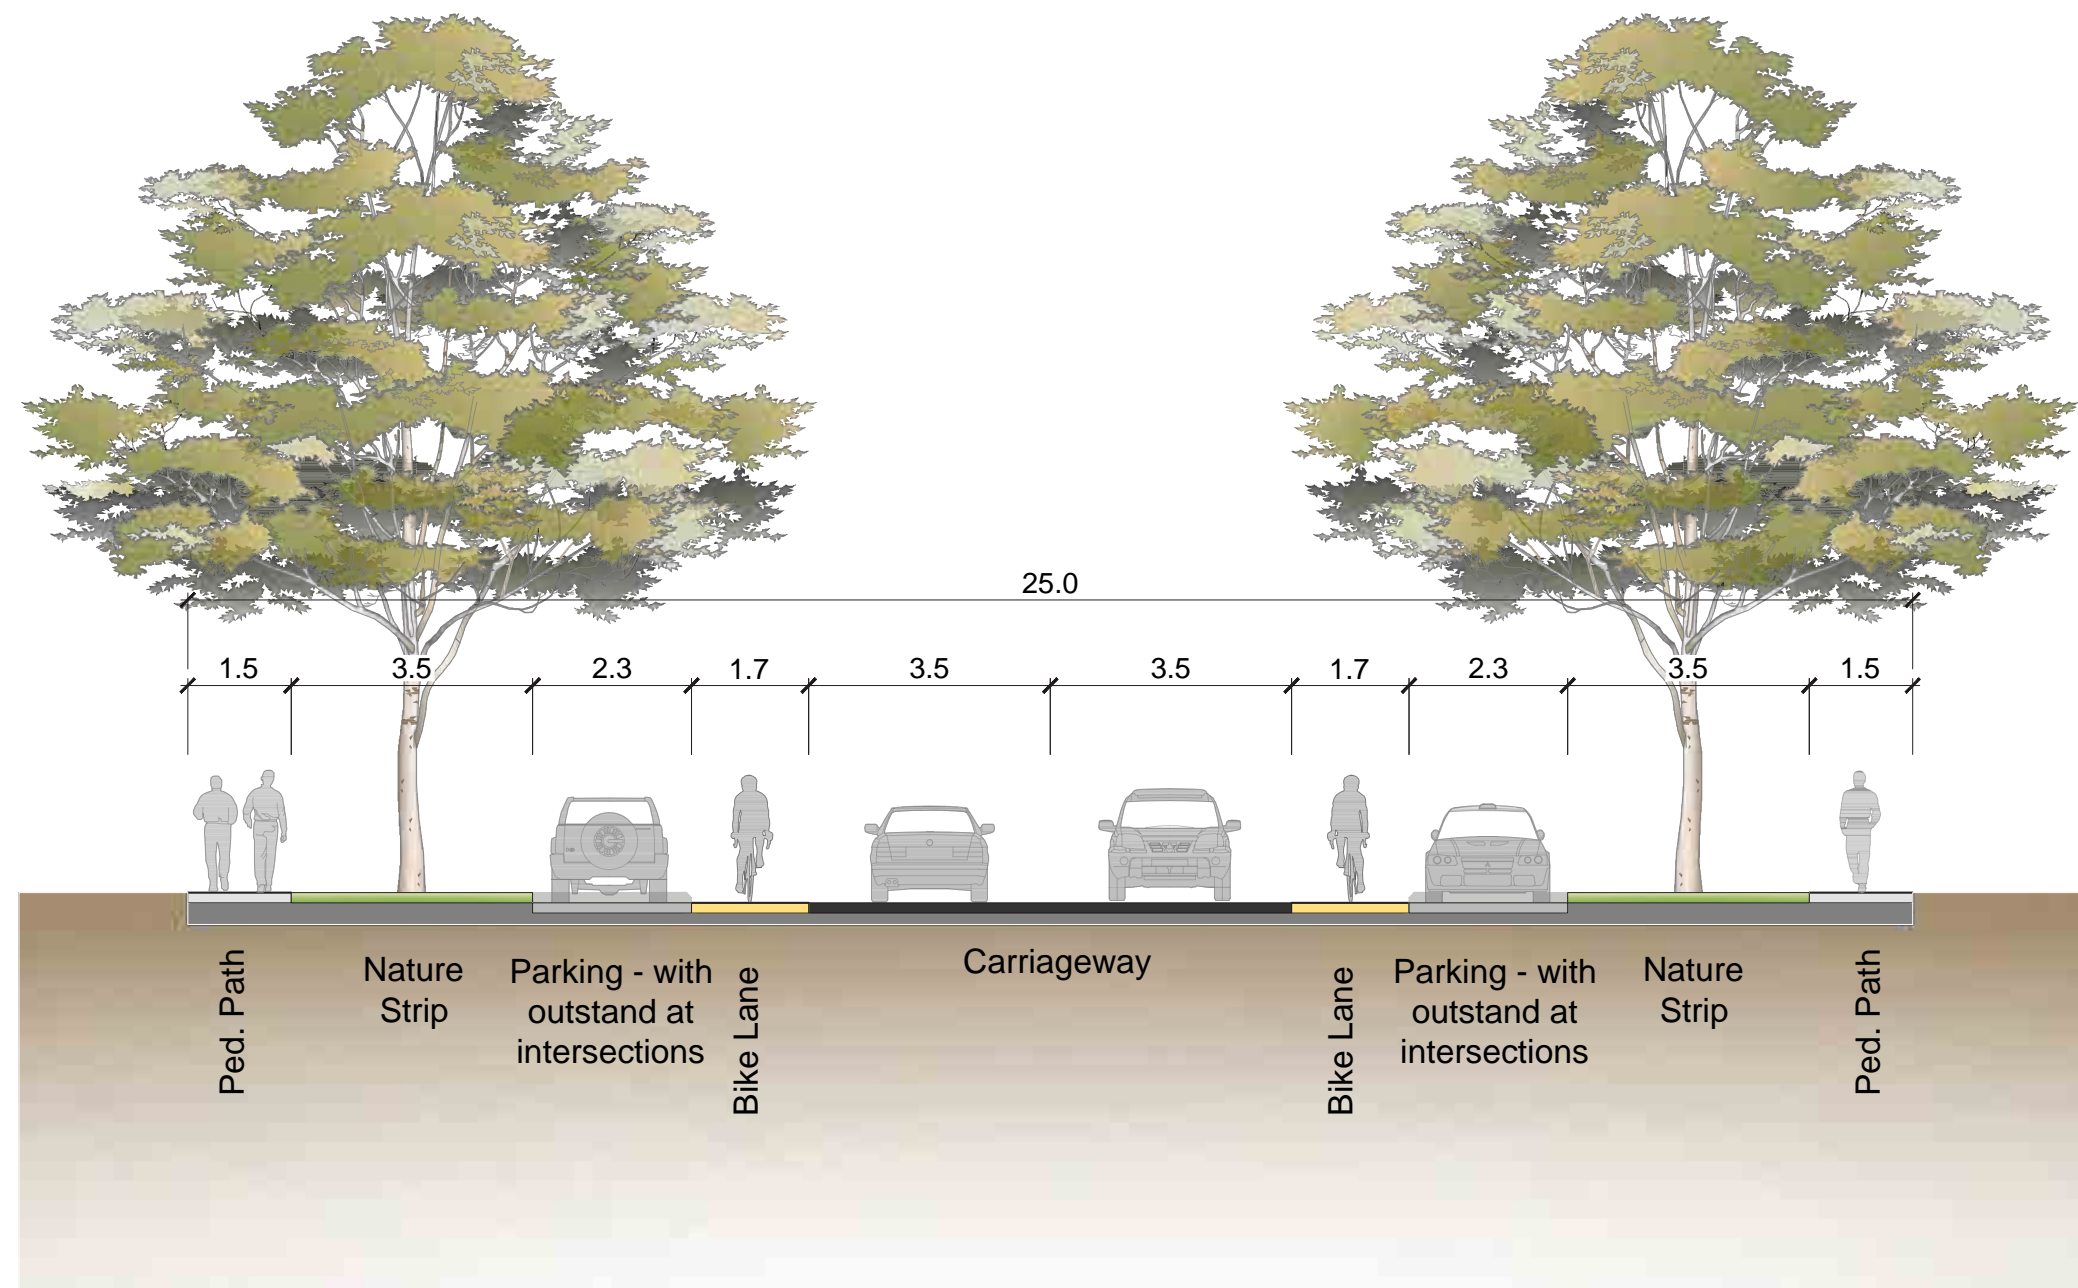 25.0
1.5 3.5 2.3 1.7 3.5 3.5 1.7 2.3 3.5 1.5
Ped. Path
Nature
Strip
Parking - with
outstand at
intersections
Bike Lane
Carriageway
Bike Lane
Parking - with
outstand at
intersections
Nature
Strip
Ped. Path